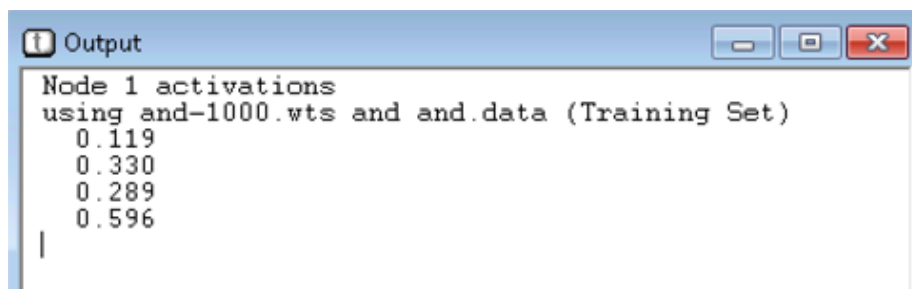 Output
Node 1 activations
using and-1000.wts and and.data (Training Set)
0.119
0.330
0.289
0.596